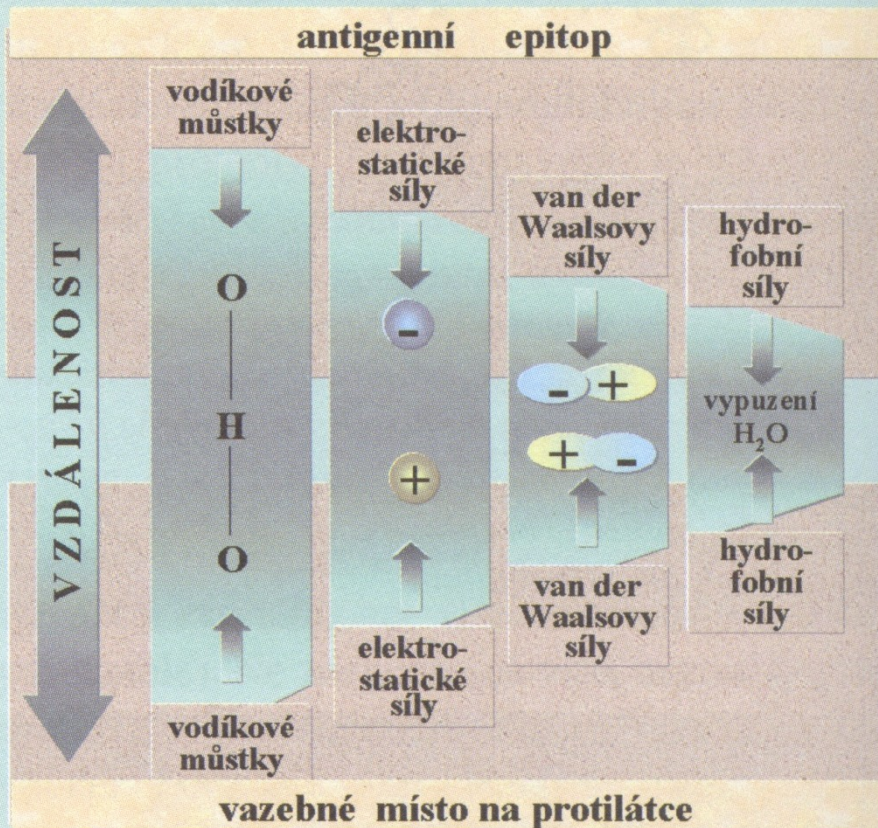 antigenní epitop
vodíkové
můstky
elektro-
statické
síly
van der
Waalsovy
síly
hydro-
fobní
síly
VZDÁLENOST
O
H
O
-
+
- +
+ -
vypuzení
H₂O
hydro-
fobní
síly
van der
Waalsovy
síly
elektro-
statické
síly
vodíkové
můstky
vazebné místo na protilátce